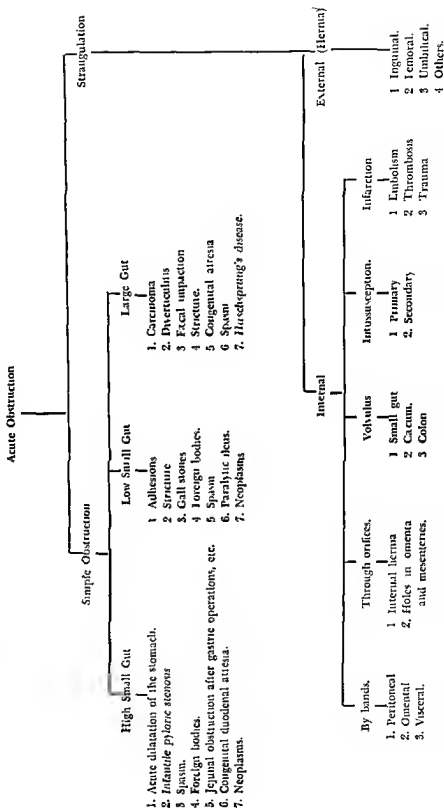 Acute Obstruction
Simple Obstruction
Strangulation
High Small Gut
1. Acute dilatation of the stomach.
2. Infantile pyloric stenosis
3 Spasm.
4. Foreign bodies.
5. Jejunal obstruction after gastric operations, etc.
6. Congenital duodenal atresia.
7. Neoplasms.
Low Small Gut
1 Adhesions
2 Stricture
3. Gall stones
4 Foreign bodies.
5 Spasm
6. Paralytic ileus.
7. Neoplasms
Large Gut
1. Carcinoma
2. Diverticulitis
3 Fæcal impaction
4 Stricture.
5 Congenital atresia
6 Spasm
7. Hirschsprung's disease.
Internal
External (Hernia)
By bands.
1. Peritoneal
2. Omental
3. Visceral.
Through orifices.
1 Internal hernia
2. Holes in omenta
and mesenteries.
Volvulus
1 Small gut
2 Cæcum.
3 Colon
Intussusception.
1 Primary
2. Secondary
Infarction
1 Embolism
2 Thrombosis
3 Trauma
1 Inguinal.
2 Femoral.
3 Umbilical.
4 Others.